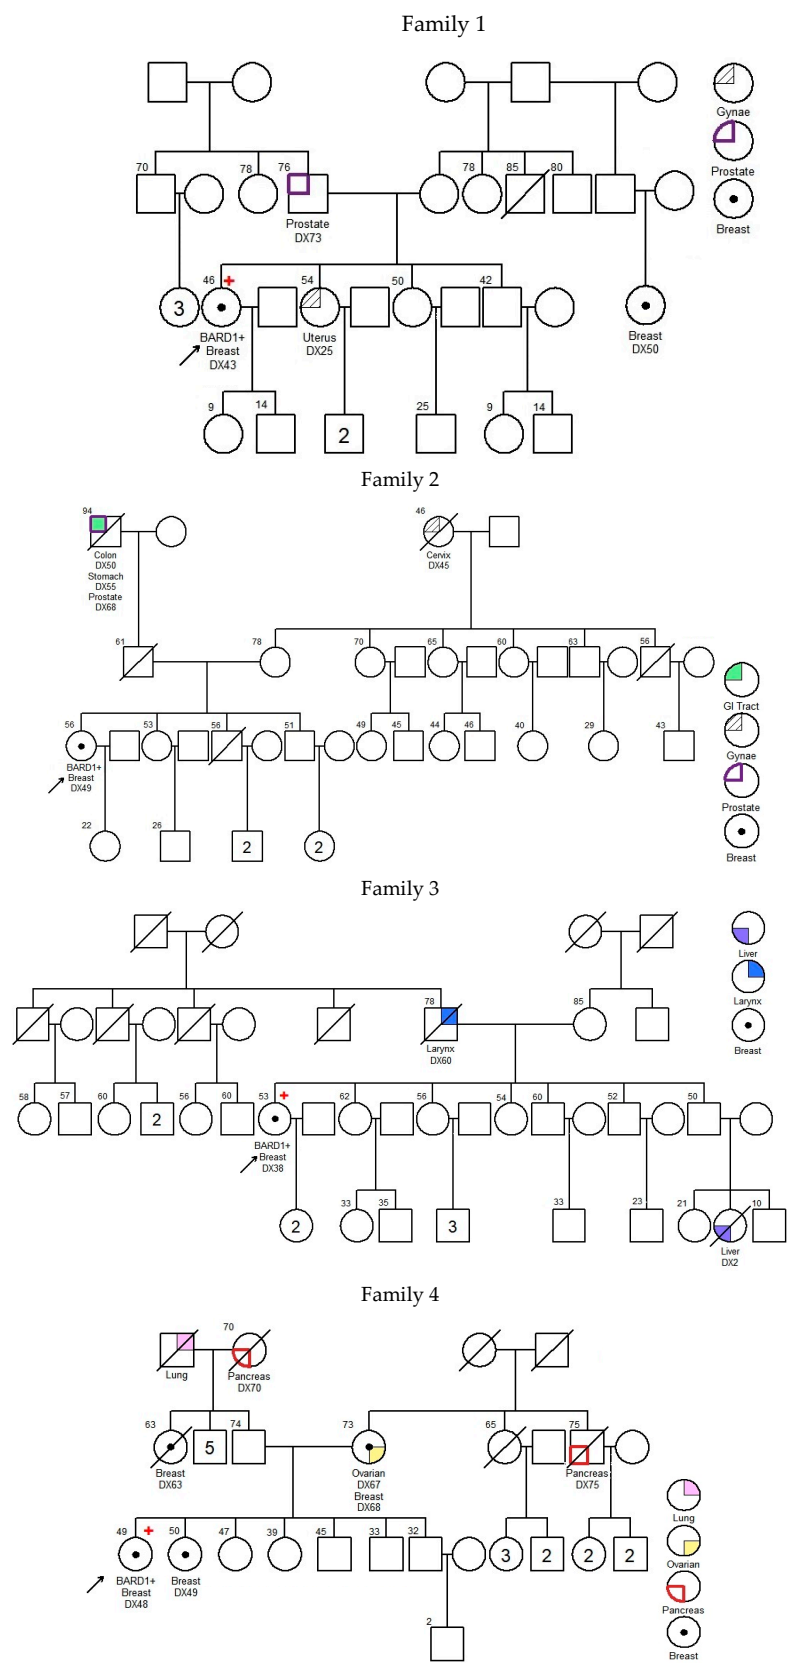 Family 1
Gynae
Prostate
Breast
70
78
76
Prostate
DX73
78
85
80
46
+
54
50
42
3
BARD1+
Breast
DX43
Uterus
DX25
Breast
DX50
9
14
2
25
9
14
Family 2
94
Colon
DX50
Stomach
DX55
Prostate
DX68
46
Cervix
DX45
61
78
70
65
60
63
56
GI Tract
Gynae
Prostate
Breast
56
53
56
51
49
45
44
46
40
29
43
BARD1+
Breast
DX49
22
26
2
2
Family 3
Liver
Larynx
Breast
78
Larynx
DX60
85
58
57
60
2
56
60
53
+
62
56
54
60
52
50
BARD1+
Breast
DX38
2
33
35
3
33
23
21
10
Liver
DX2
Family 4
Lung
70
Pancreas
DX70
63
Breast
DX63
5
74
73
Ovarian
DX67
Breast
DX68
65
75
Pancreas
DX75
Lung
Ovarian
Pancreas
Breast
49
+
50
47
39
45
33
32
3
2
2
2
BARD1+
Breast
DX48
Breast
DX49
2